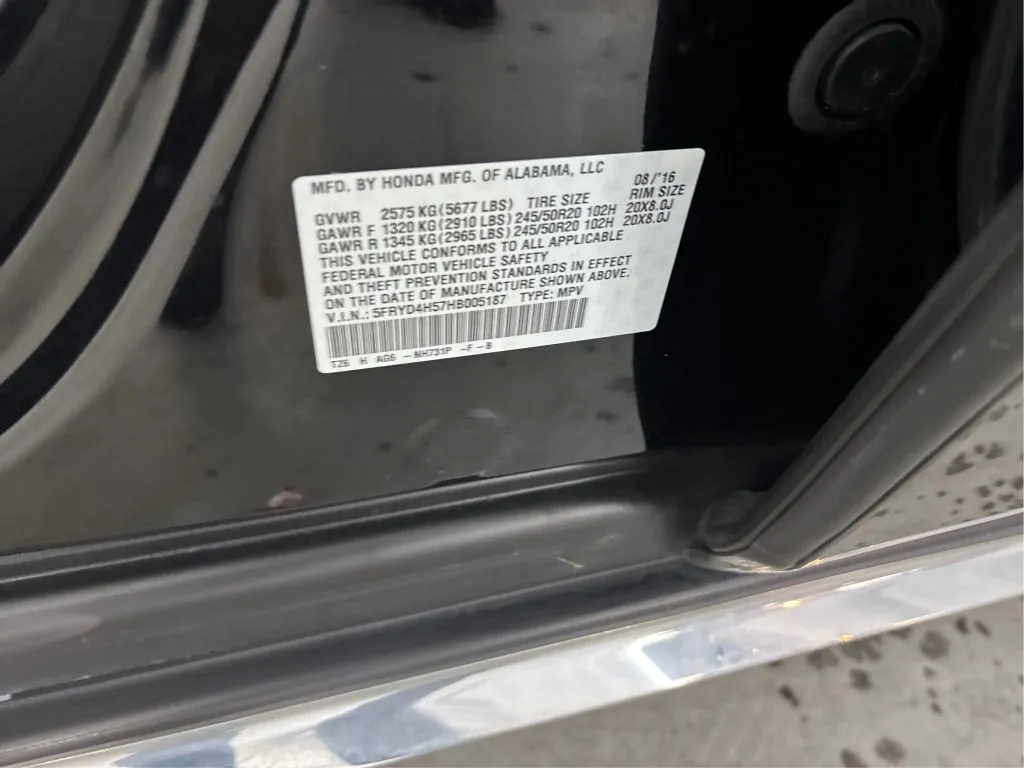 MFD. BY HONDA MFG. OF ALABAMA, LLC 08/'16
GVWR 2575 KG(5677 LBS) TIRE SIZE RIM SIZE
GAWR F 1320 KG(2910 LBS)245/50R20 102H 20X8.0J
GAWR R 1345 KG(2965 LBS)245/50R20 102H 20X8.0J
THIS VEHICLE CONFORMS TO ALL APPLICABLE
FEDERAL MOTOR VEHICLE SAFETY
AND THEFT PREVENTION STANDARDS IN EFFECT
ON THE DATE OF MANUFACTURE SHOWN ABOVE.
V.I.N.: 5FRYD4H57HB005187 TYPE: MPV
TZ6 H AG6 -NH731P -F-B